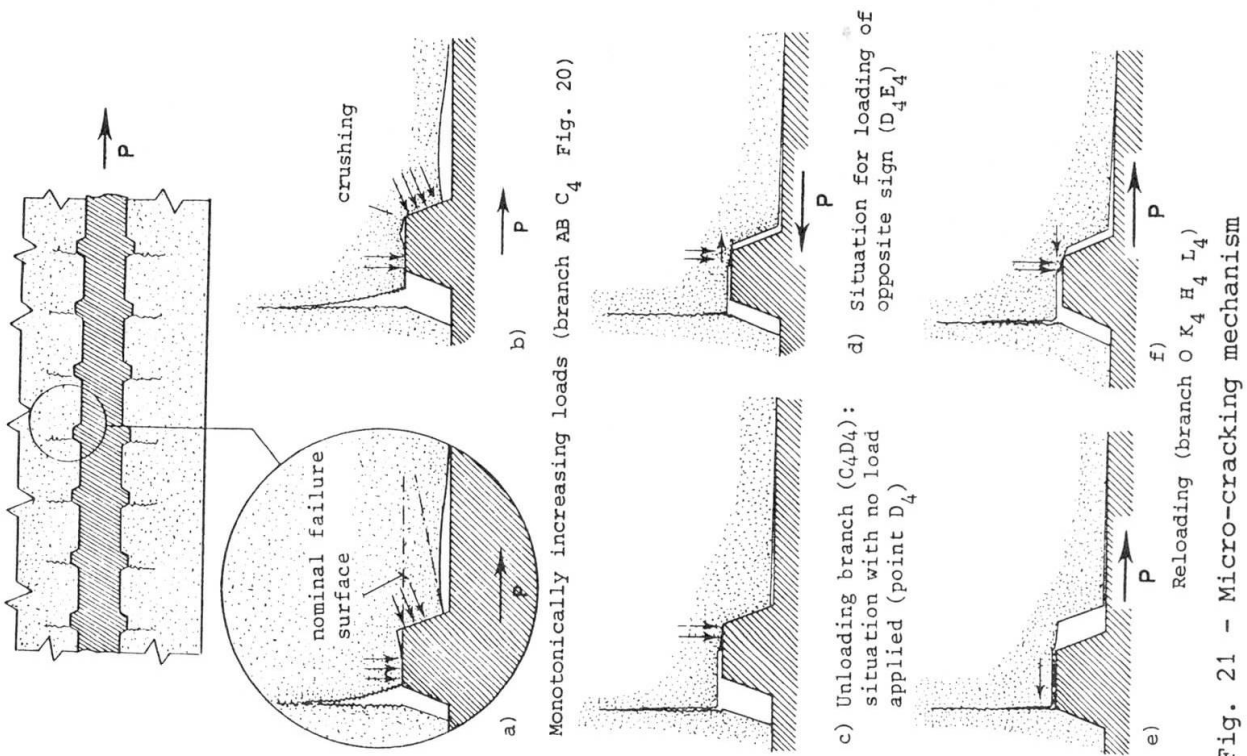 P
nominal failure
surface
P
a)
crushing
P
b)
Monotonically increasing loads (branch AB C4 Fig. 20)
c) Unloading branch (C4D4):
situation with no load
applied (point D4)
P
d) Situation for loading of
opposite sign (D4E4)
P
e)
P
f)
Reloading (branch O K4 H4 L4)
Fig. 21 - Micro-cracking mechanism